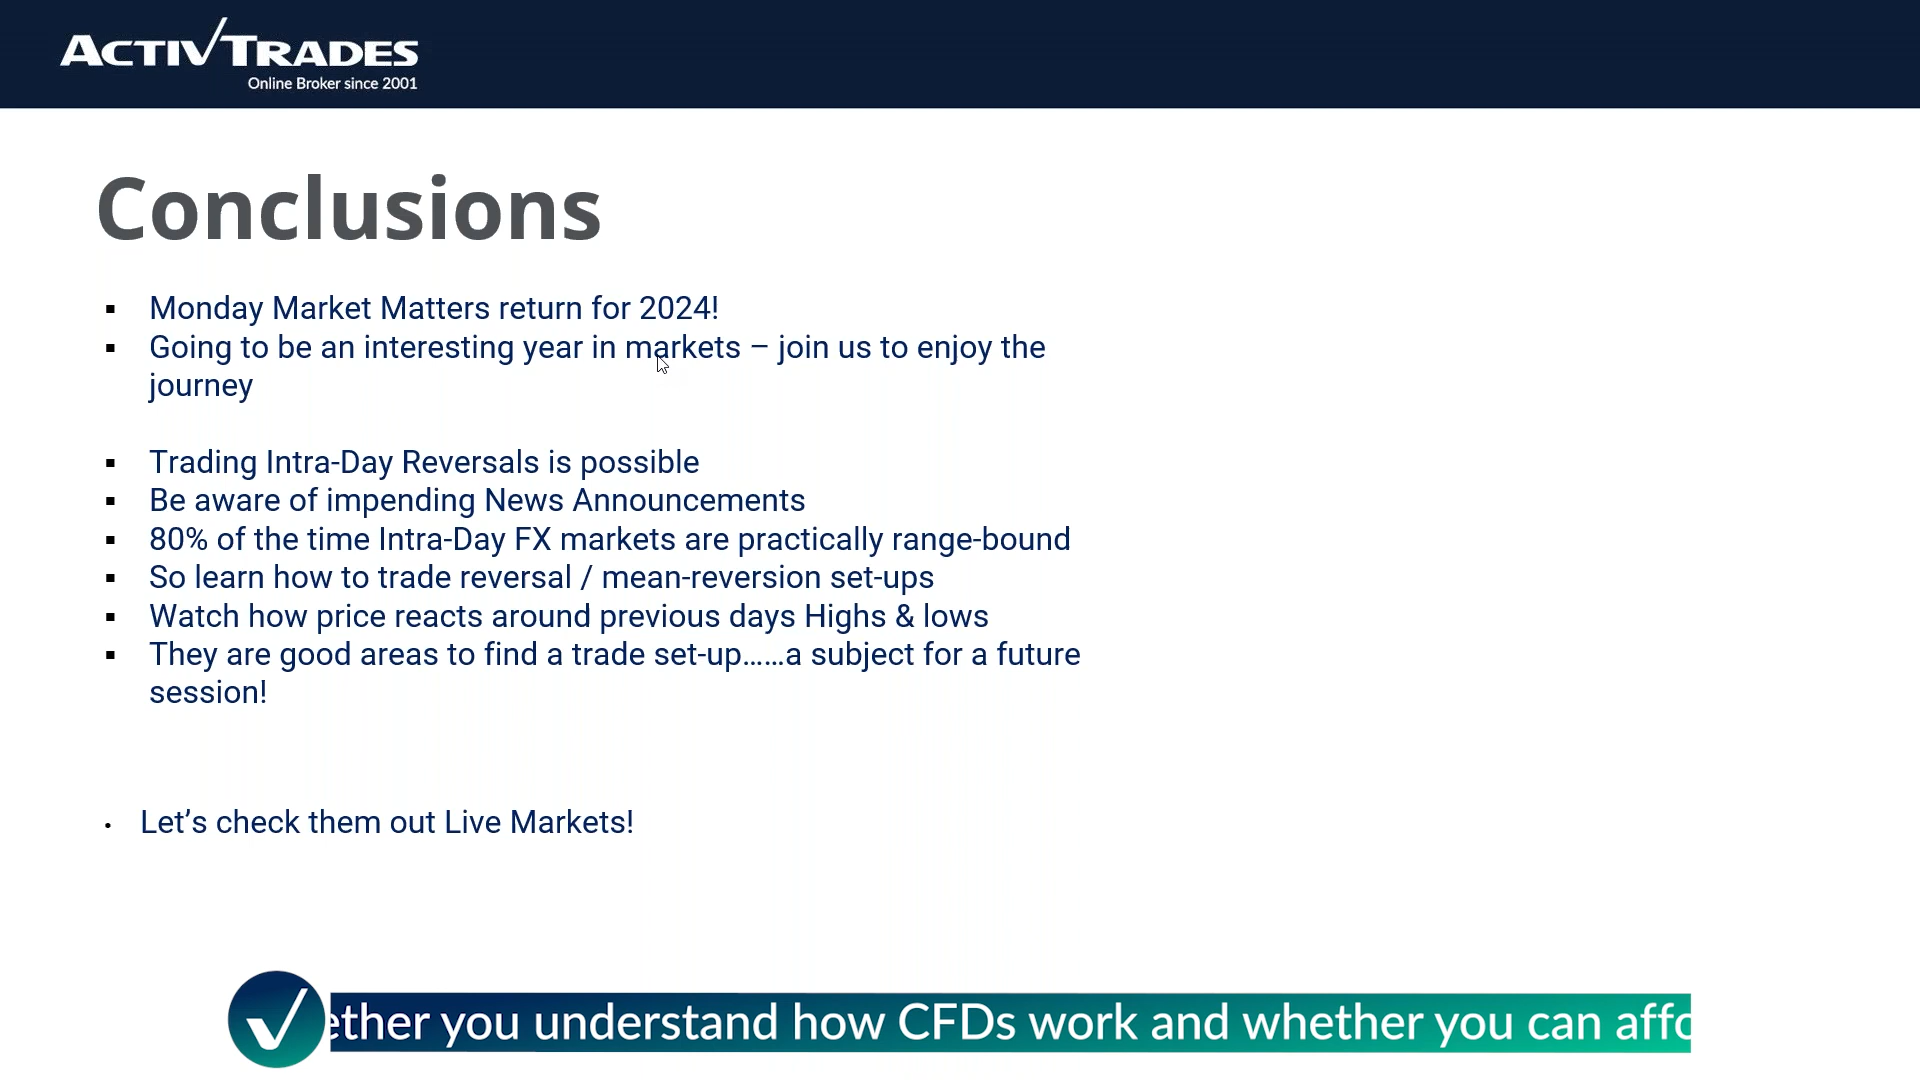 ACTIVTRADES
Online Broker since 2001
Conclusions
▪ Monday Market Matters return for 2024!
▪ Going to be an interesting year in markets – join us to enjoy the
journey
▪ Trading Intra-Day Reversals is possible
▪ Be aware of impending News Announcements
▪ 80% of the time Intra-Day FX markets are practically range-bound
▪ So learn how to trade reversal / mean-reversion set-ups
▪ Watch how price reacts around previous days Highs & lows
▪ They are good areas to find a trade set-up……a subject for a future
session!
• Let’s check them out Live Markets!
you understand how CFDs work and whether you can